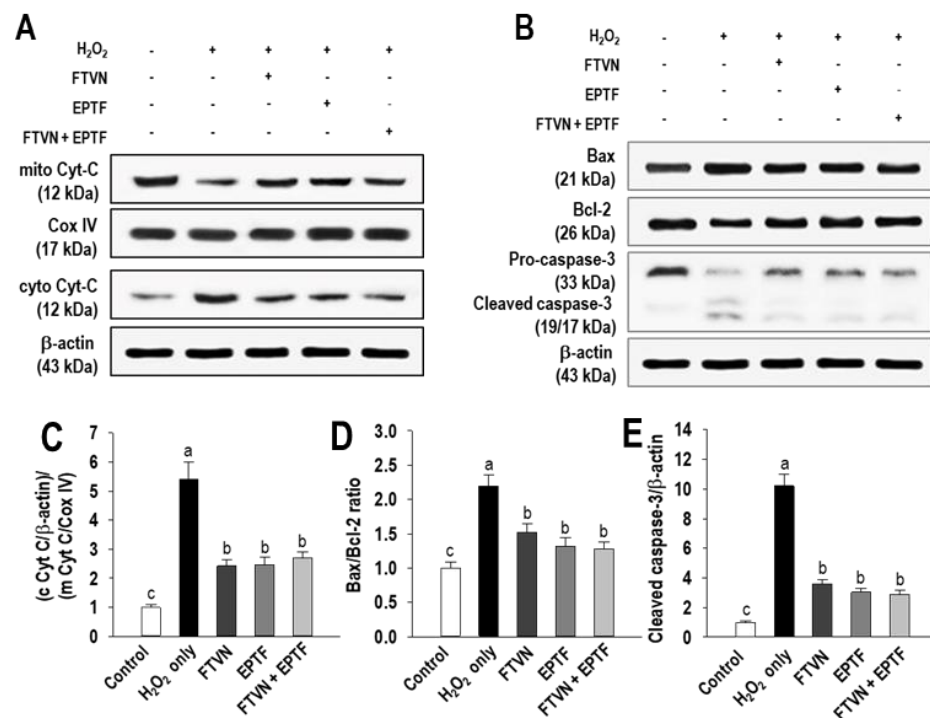 A
H₂O₂ - + + + +
FTVN - - + - -
EPTF - - - + -
FTVN + EPTF - - - - +
mito Cyt-C
(12 kDa)
Cox IV
(17 kDa)
cyto Cyt-C
(12 kDa)
β-actin
(43 kDa)
B
H₂O₂ - + + + +
FTVN - - + - -
EPTF - - - + -
FTVN + EPTF - - - - +
Bax
(21 kDa)
Bcl-2
(26 kDa)
Pro-caspase-3
(33 kDa)
Cleaved caspase-3
(19/17 kDa)
β-actin
(43 kDa)
C
(c Cyt C/β-actin)/
(m Cyt C/Cox IV)
7
6
5
4
3
2
1
0
c a b b b
Control H₂O₂ only FTVN EPTF FTVN + EPTF
D
Bax/Bcl-2 ratio
3.0
2.5
2.0
1.5
1.0
0.5
0.0
c a b b b
Control H₂O₂ only FTVN EPTF FTVN + EPTF
E
Cleaved caspase-3/β-actin
14
12
10
8
6
4
2
0
c a b b b
Control H₂O₂ only FTVN EPTF FTVN + EPTF